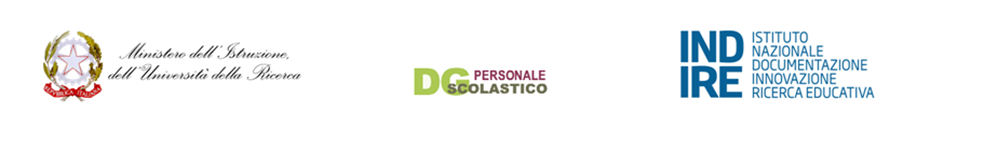 Ministero dell'Istruzione,
dell'Università della Ricerca
DG PERSONALE
SCOLASTICO
IND
IRE
ISTITUTO
NAZIONALE
DOCUMENTAZIONE
INNOVAZIONE
RICERCA EDUCATIVA